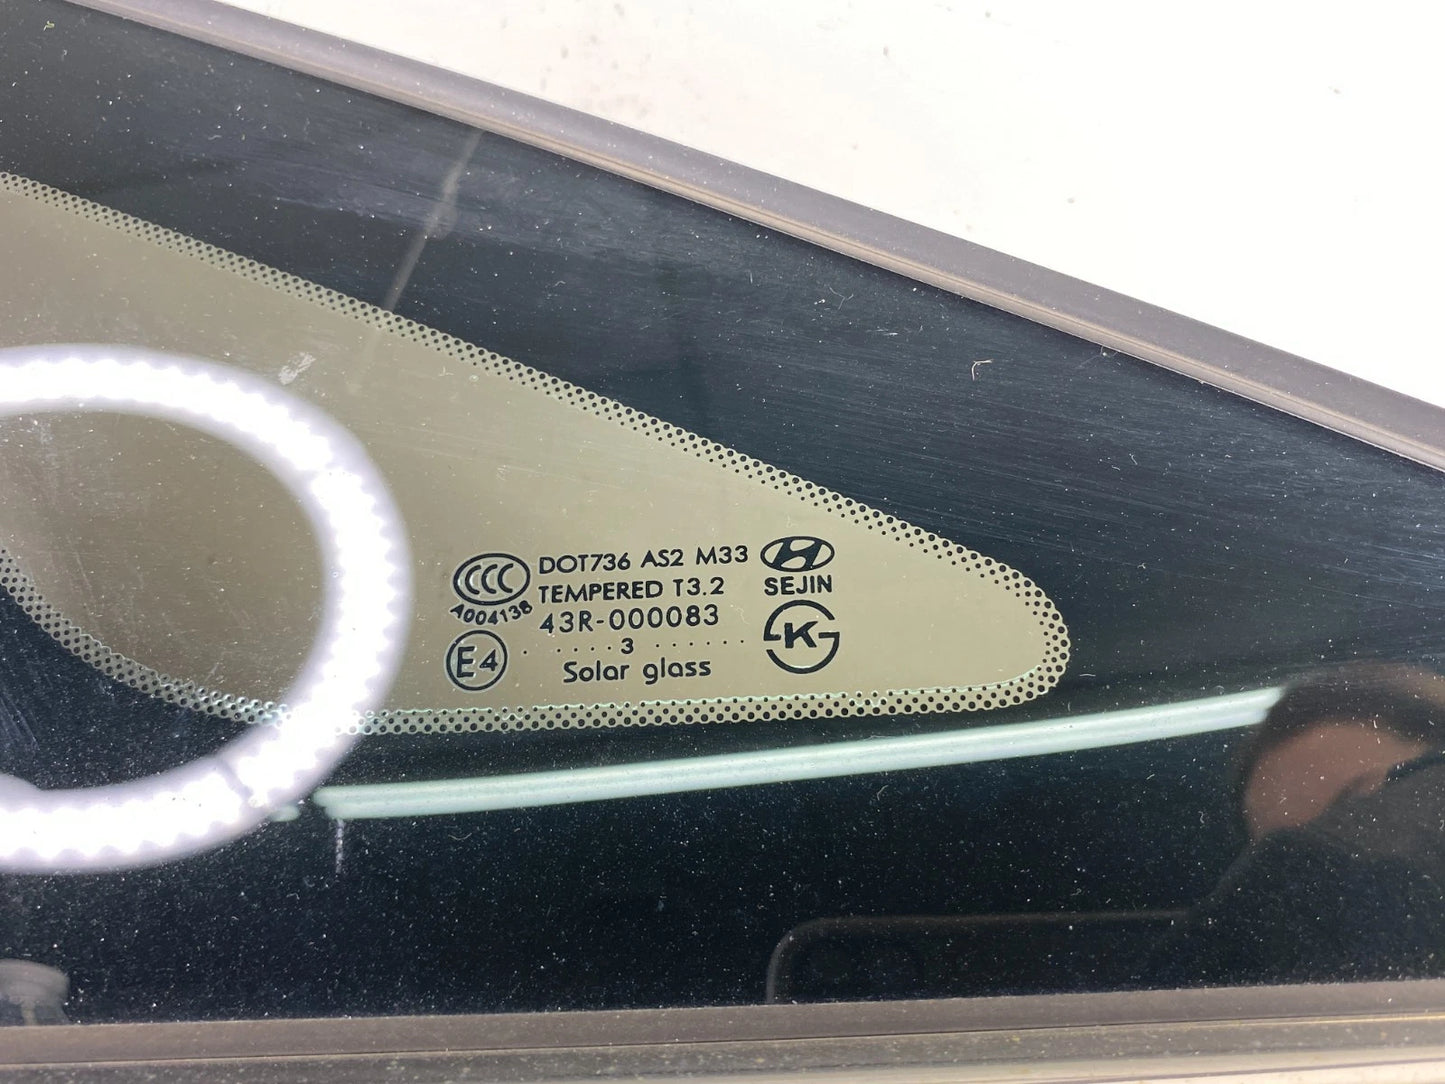 CCC
A004138
E4
DOT736 AS2 M33
TEMPERED T3.2
43R-000083
. ....3......
Solar glass
H
SEJIN
K